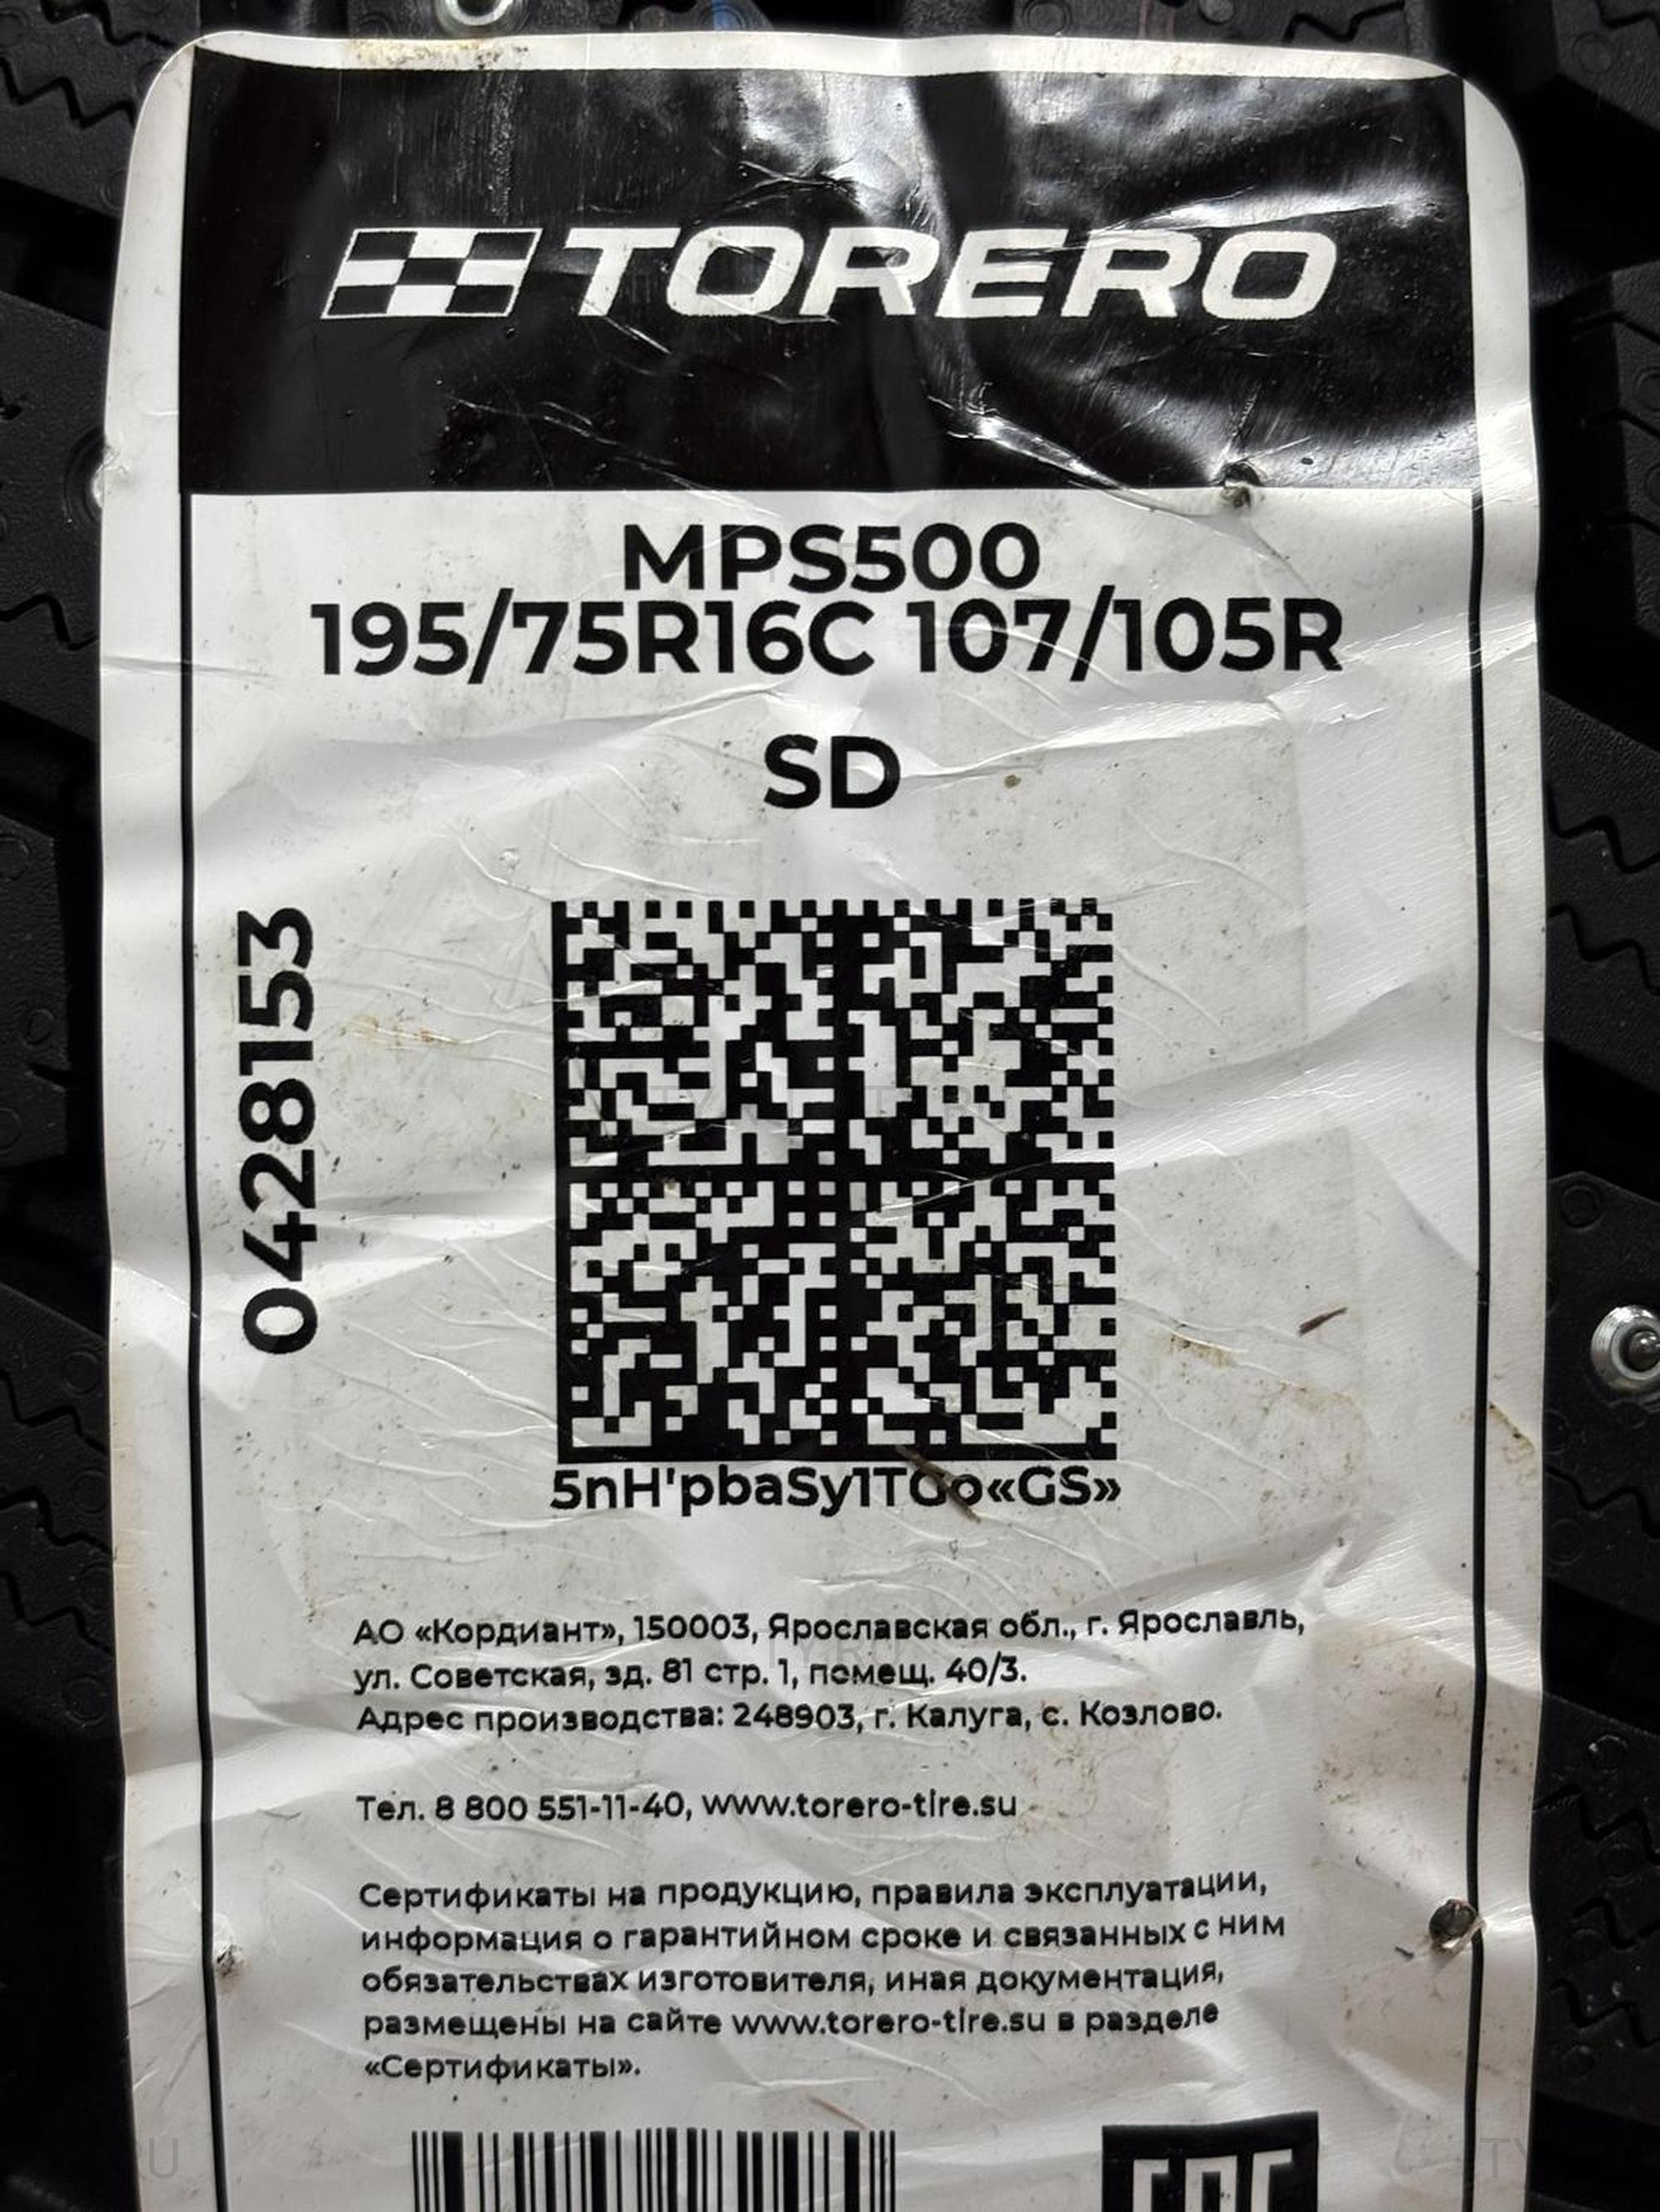 TORERO
MPS500
195/75R16C 107/105R
SD
0428153
5nH'pbaSy1TGo«GS»
АО «Кордиант», 150003, Ярославская обл., г. Ярославль,
ул. Советская, зд. 81 стр. 1, помещ. 40/3.
Адрес производства: 248903, г. Калуга, с. Козлово.
Тел. 8 800 551-11-40, www.torero-tire.su
Сертификаты на продукцию, правила эксплуатации,
информация о гарантийном сроке и связанных с ним
обязательствах изготовителя, иная документация,
размещены на сайте www.torero-tire.su в разделе
«Сертификаты».